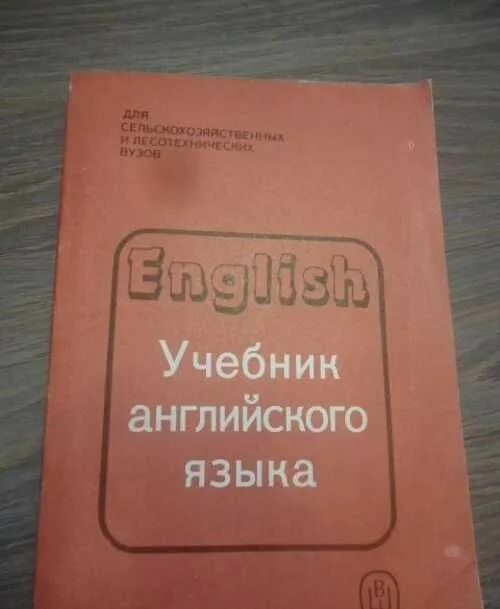 ДЛЯ
СЕЛЬСКОХОЗЯЙСТВЕННЫХ
И ЛЕСОТЕХНИЧЕСКИХ
ВУЗОВ
English
Учебник
английского
языка